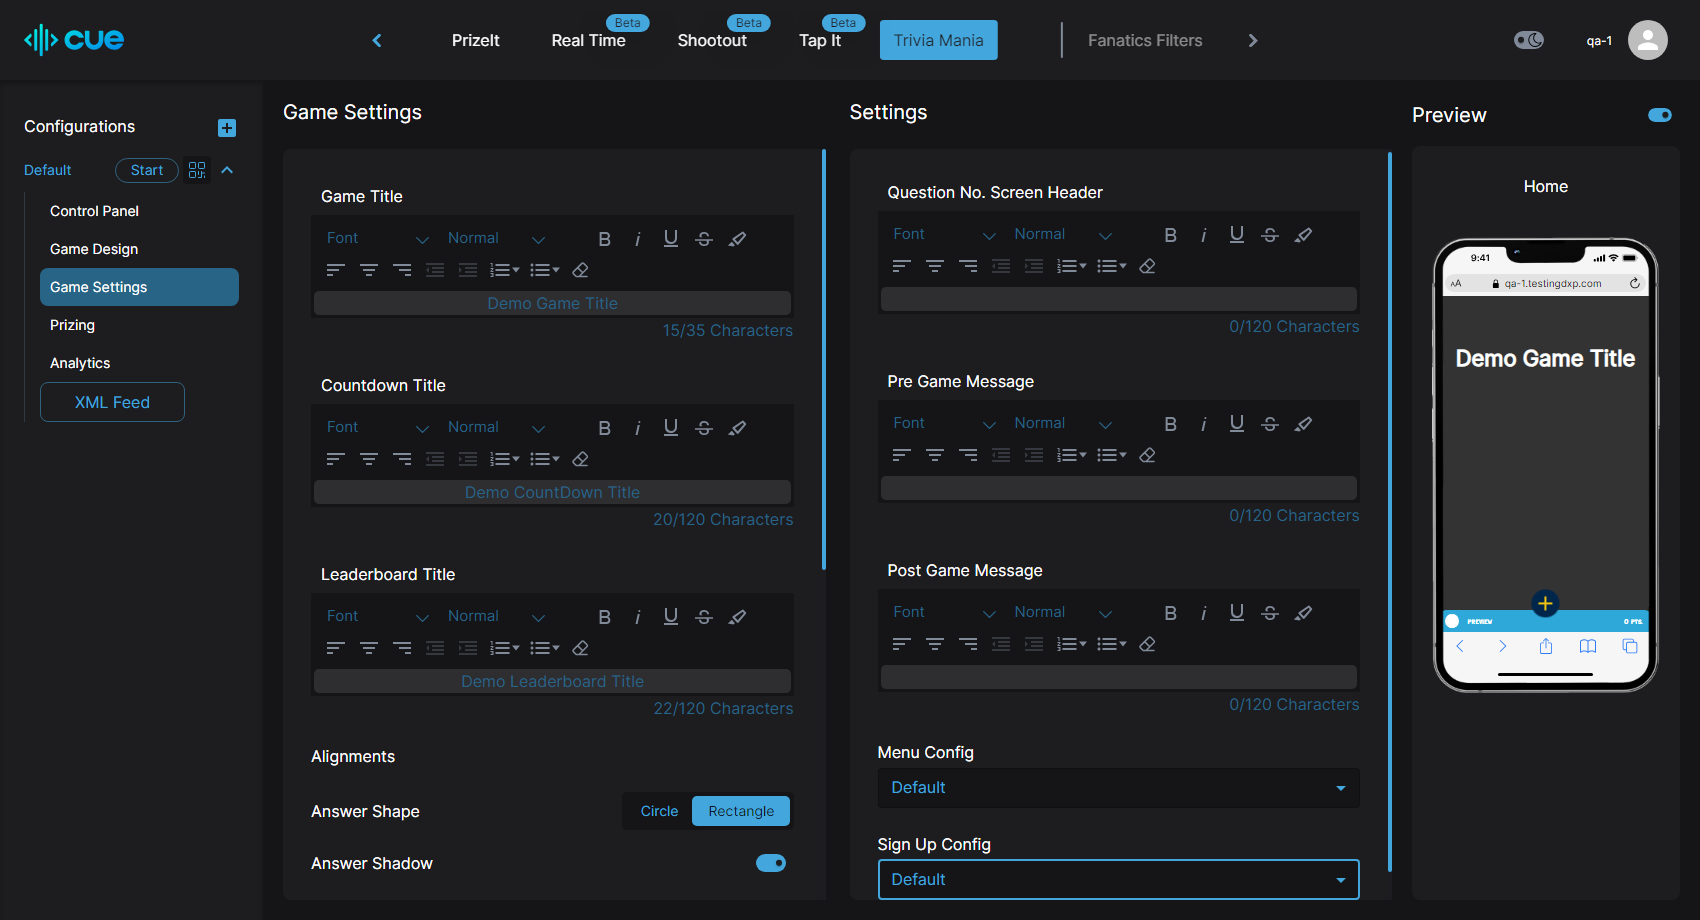 cue
PrizeIt
Real Time
Beta
Shootout
Beta
Tap It
Beta
Trivia Mania
Fanatics Filters
qa-1
Configurations
Default
Start
Control Panel
Game Design
Game Settings
Prizing
Analytics
XML Feed
Game Settings
Game Title
Font
Normal
B i U S
Demo Game Title
15/35 Characters
Countdown Title
Font
Normal
B i U S
Demo CountDown Title
20/120 Characters
Leaderboard Title
Font
Normal
B i U S
Demo Leaderboard Title
22/120 Characters
Alignments
Answer Shape
Circle
Rectangle
Answer Shadow
Settings
Question No. Screen Header
Font
Normal
B i U S
0/120 Characters
Pre Game Message
Font
Normal
B i U S
0/120 Characters
Post Game Message
Font
Normal
B i U S
0/120 Characters
Menu Config
Default
Sign Up Config
Default
Preview
Home
9:41
AA
qa-1.testingdxp.com
Demo Game Title
PREVIEW
0 PTS.